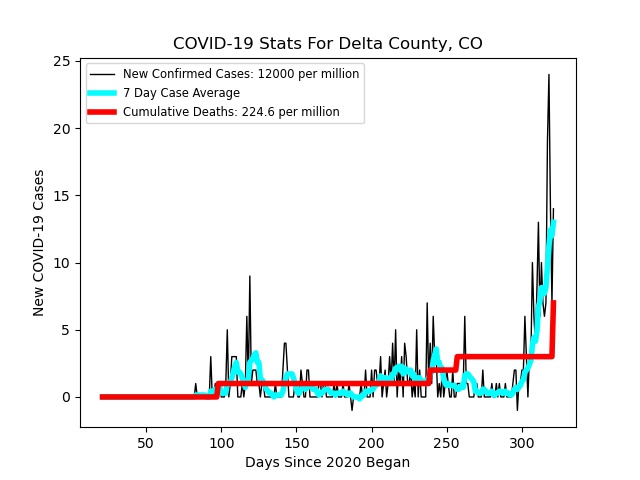 COVID-19 Stats For Delta County, CO
New Confirmed Cases: 12000 per million
7 Day Case Average
Cumulative Deaths: 224.6 per million
New COVID-19 Cases
25
20
15
10
5
0
50 100 150 200 250 300
Days Since 2020 Began